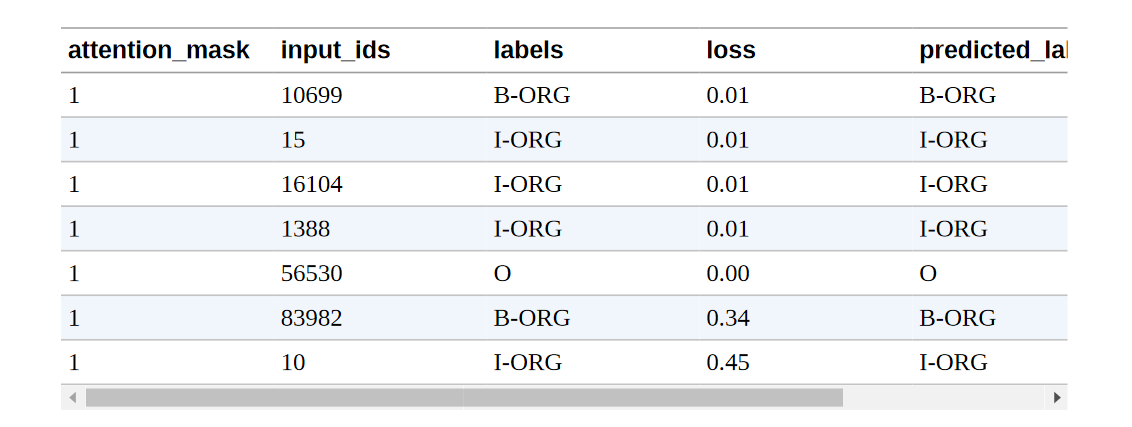 attention_mask input_ids labels loss predicted_la
1 10699 B-ORG 0.01 B-ORG
1 15 I-ORG 0.01 I-ORG
1 16104 I-ORG 0.01 I-ORG
1 1388 I-ORG 0.01 I-ORG
1 56530 O 0.00 O
1 83982 B-ORG 0.34 B-ORG
1 10 I-ORG 0.45 I-ORG